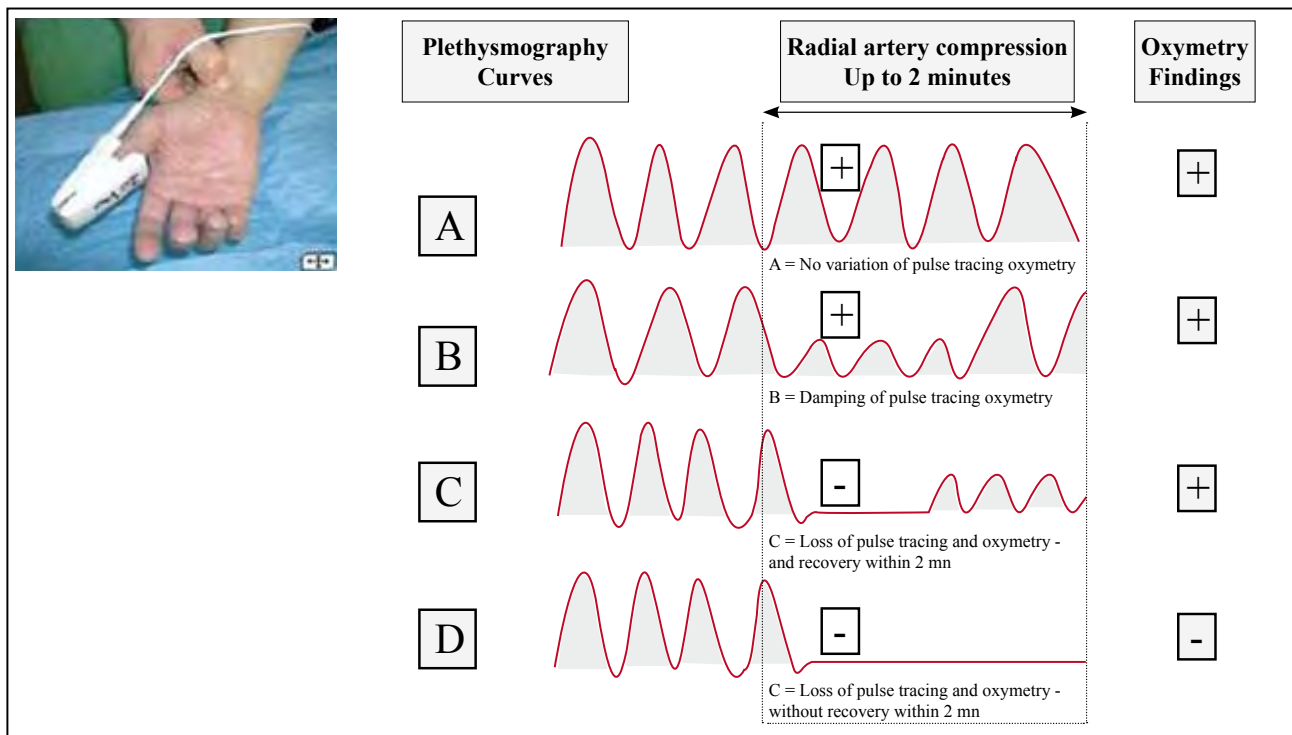 Plethysmography
Curves
Radial artery compression
Up to 2 minutes
Oxymetry
Findings
A
+
+
A = No variation of pulse tracing oxymetry
B
+
+
B = Damping of pulse tracing oxymetry
C
-
+
C = Loss of pulse tracing and oxymetry -
and recovery within 2 mn
D
-
-
C = Loss of pulse tracing and oxymetry -
without recovery within 2 mn